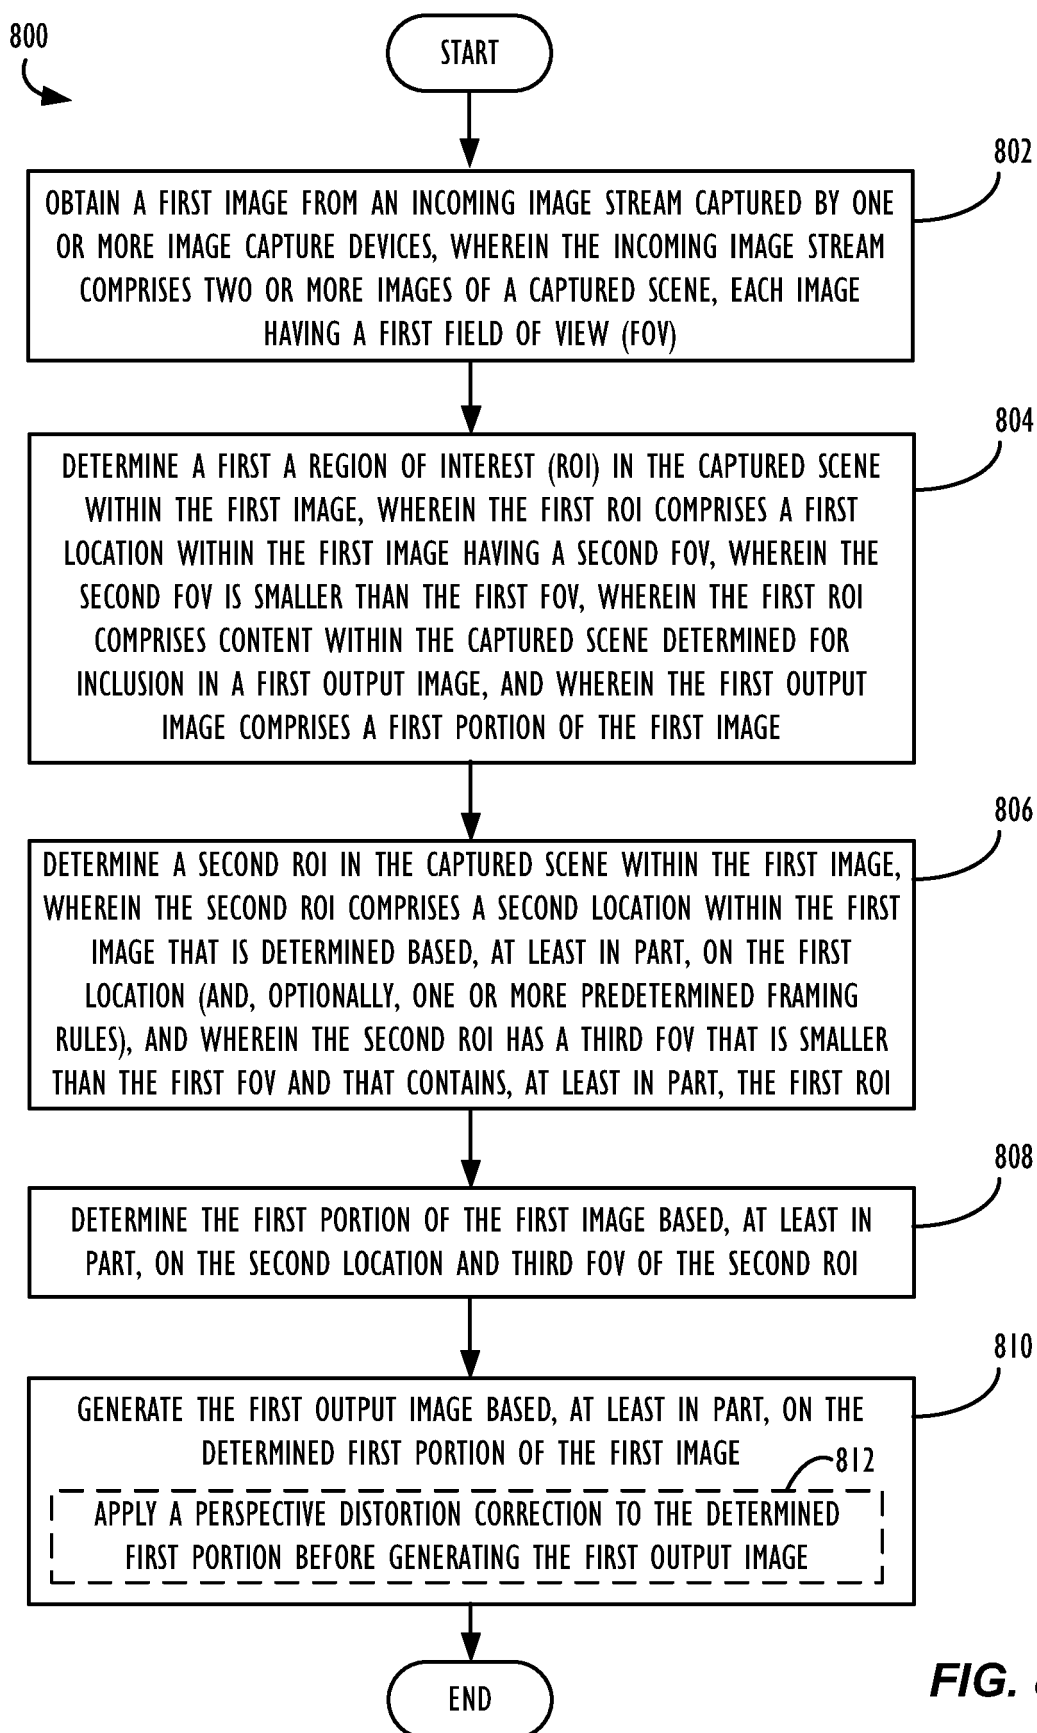 800
START
802
OBTAIN A FIRST IMAGE FROM AN INCOMING IMAGE STREAM CAPTURED BY ONE
OR MORE IMAGE CAPTURE DEVICES, WHEREIN THE INCOMING IMAGE STREAM
COMPRISES TWO OR MORE IMAGES OF A CAPTURED SCENE, EACH IMAGE
HAVING A FIRST FIELD OF VIEW (FOV)
804
DETERMINE A FIRST A REGION OF INTEREST (ROI) IN THE CAPTURED SCENE
WITHIN THE FIRST IMAGE, WHEREIN THE FIRST ROI COMPRISES A FIRST
LOCATION WITHIN THE FIRST IMAGE HAVING A SECOND FOV, WHEREIN THE
SECOND FOV IS SMALLER THAN THE FIRST FOV, WHEREIN THE FIRST ROI
COMPRISES CONTENT WITHIN THE CAPTURED SCENE DETERMINED FOR
INCLUSION IN A FIRST OUTPUT IMAGE, AND WHEREIN THE FIRST OUTPUT
IMAGE COMPRISES A FIRST PORTION OF THE FIRST IMAGE
806
DETERMINE A SECOND ROI IN THE CAPTURED SCENE WITHIN THE FIRST IMAGE,
WHEREIN THE SECOND ROI COMPRISES A SECOND LOCATION WITHIN THE FIRST
IMAGE THAT IS DETERMINED BASED, AT LEAST IN PART, ON THE FIRST
LOCATION (AND, OPTIONALLY, ONE OR MORE PREDETERMINED FRAMING
RULES), AND WHEREIN THE SECOND ROI HAS A THIRD FOV THAT IS SMALLER
THAN THE FIRST FOV AND THAT CONTAINS, AT LEAST IN PART, THE FIRST ROI
808
DETERMINE THE FIRST PORTION OF THE FIRST IMAGE BASED, AT LEAST IN
PART, ON THE SECOND LOCATION AND THIRD FOV OF THE SECOND ROI
810
GENERATE THE FIRST OUTPUT IMAGE BASED, AT LEAST IN PART, ON THE
DETERMINED FIRST PORTION OF THE FIRST IMAGE
812
APPLY A PERSPECTIVE DISTORTION CORRECTION TO THE DETERMINED
FIRST PORTION BEFORE GENERATING THE FIRST OUTPUT IMAGE
END
FIG.